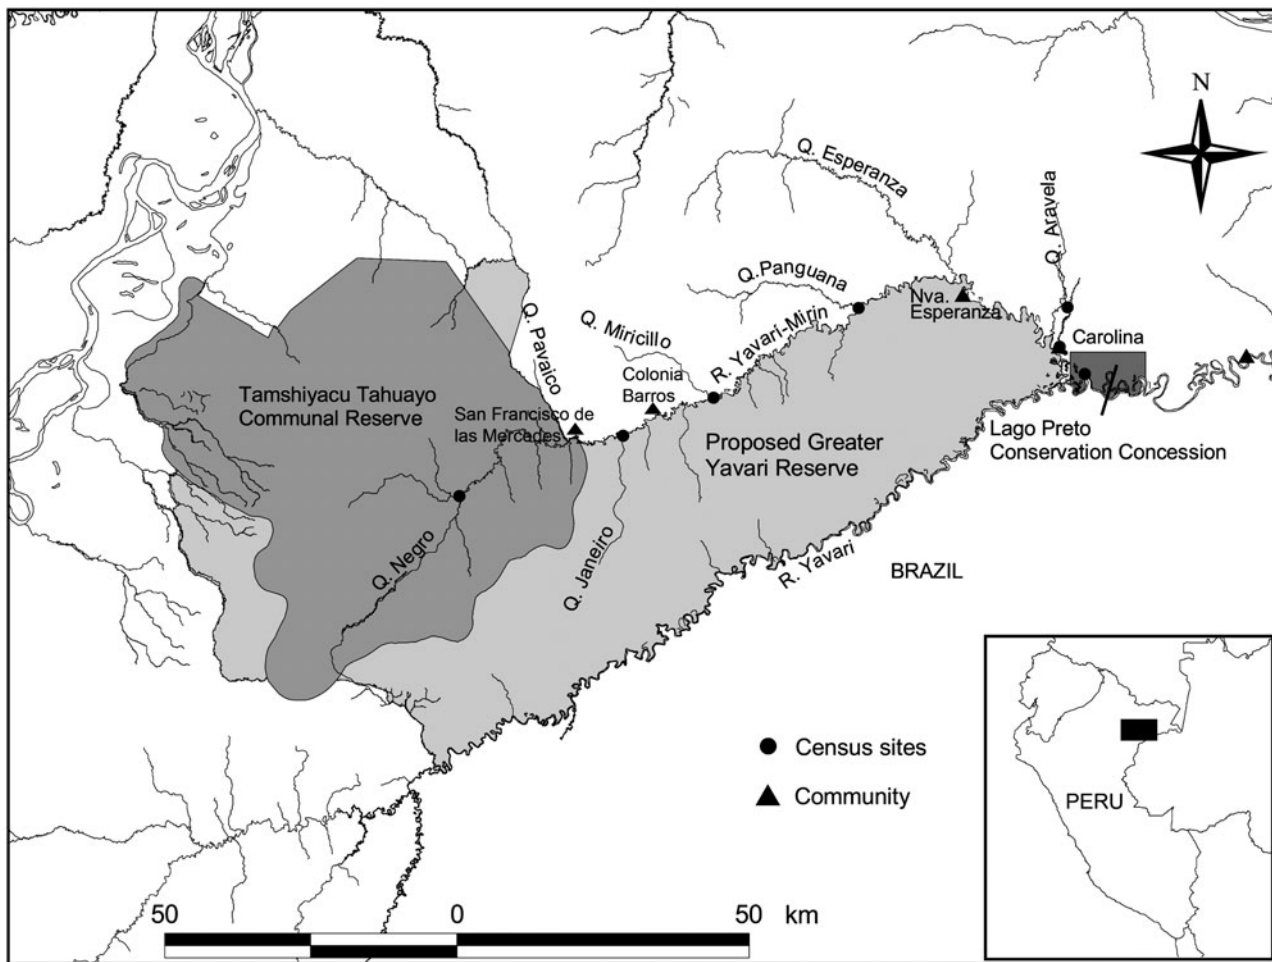 N
Q. Esperanza
Q. Aravela
Q.Panguana
Nva.
Esperanza
Q. Miricillo
R. Yavari-Mirin
Carolina
Q. Pavaico
Colonia
Barros
Tamshiyacu Tahuayo
Communal Reserve
San Francisco de
las Mercedes
Proposed Greater
Yavari Reserve
Lago Preto
Conservation Concession
Q. Negro
Q. Janeiro
R. Yavari
BRAZIL
Census sites
Community
PERU
50
0
50
km